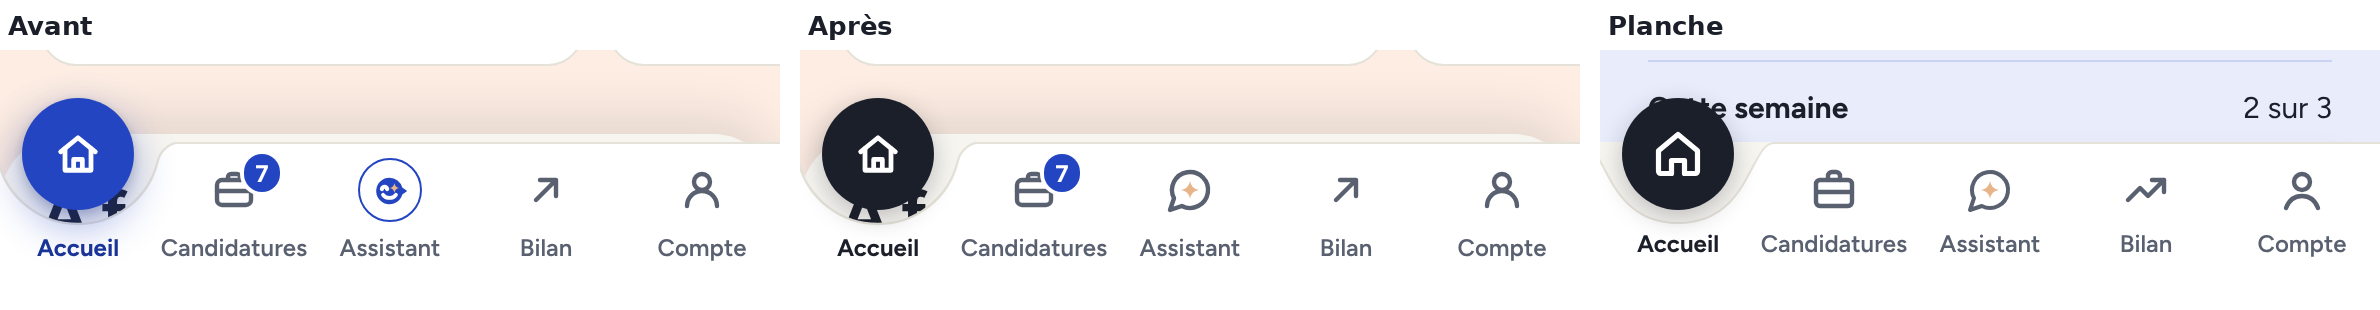 Avant
7
Accueil Candidatures Assistant Bilan Compte
Après
7
Accueil Candidatures Assistant Bilan Compte
Planche
semaine 2 sur 3
Accueil Candidatures Assistant Bilan Compte